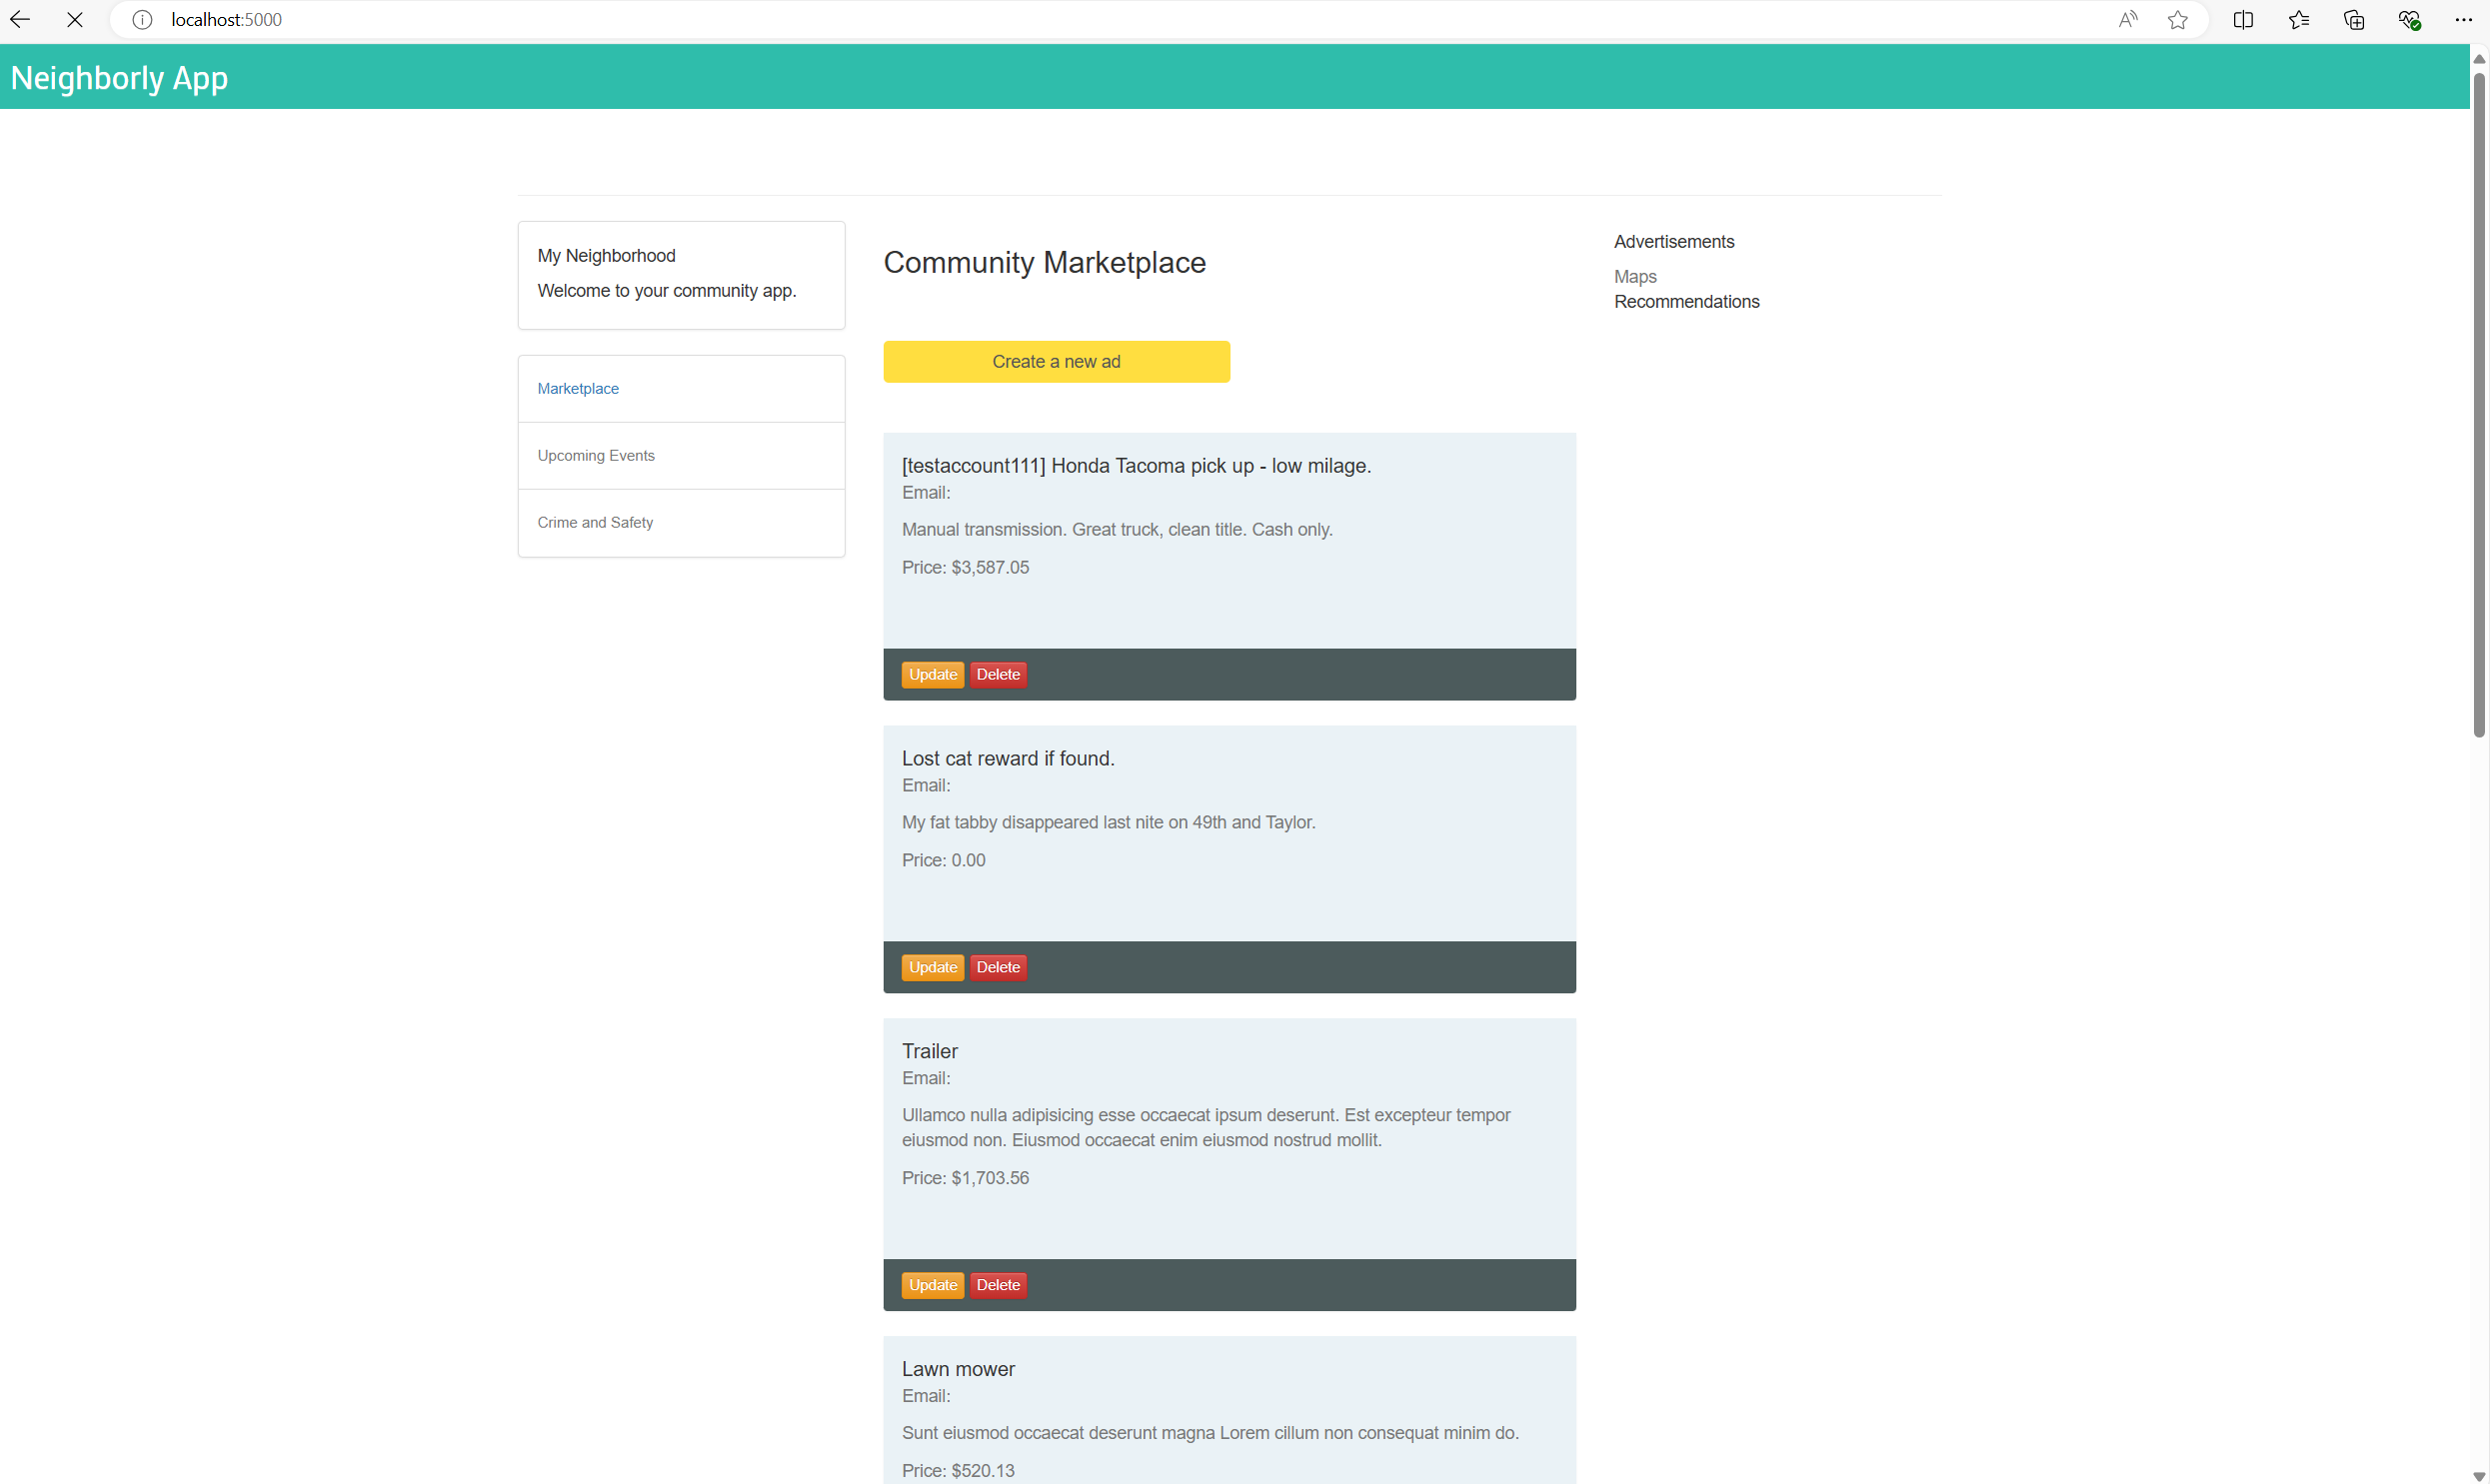 localhost:5000
Neighborly App
My Neighborhood
Welcome to your community app.
Marketplace
Upcoming Events
Crime and Safety
Community Marketplace
Create a new ad
[testaccount111] Honda Tacoma pick up - low milage.
Email:
Manual transmission. Great truck, clean title. Cash only.
Price: $3,587.05
Update Delete
Lost cat reward if found.
Email:
My fat tabby disappeared last nite on 49th and Taylor.
Price: 0.00
Update Delete
Trailer
Email:
Ullamco nulla adipisicing esse occaecat ipsum deserunt. Est excepteur tempor
eiusmod non. Eiusmod occaecat enim eiusmod nostrud mollit.
Price: $1,703.56
Update Delete
Lawn mower
Email:
Sunt eiusmod occaecat deserunt magna Lorem cillum non consequat minim do.
Price: $520.13
Advertisements
Maps
Recommendations